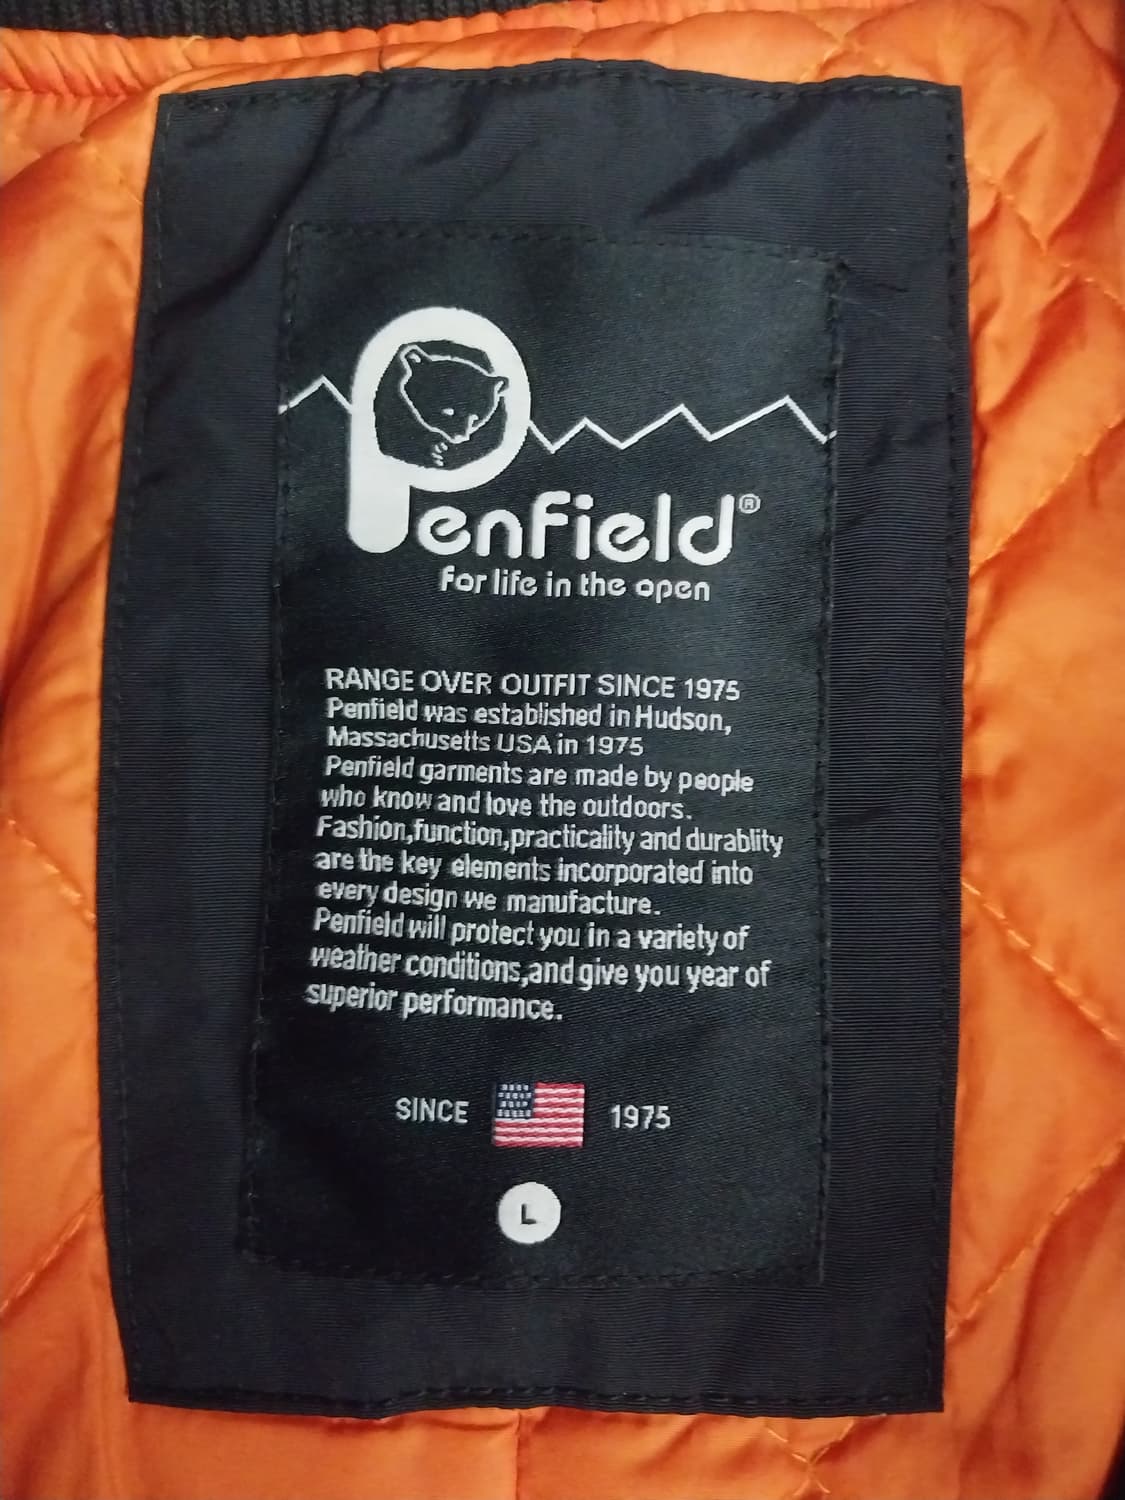 Penfield®
for life in the open
RANGE OVER OUTFIT SINCE 1975
Penfield was established in Hudson,
Massachusetts USA in 1975
Penfield garments are made by people
who know and love the outdoors.
Fashion,function,practicality and durablity
are the key elements incorporated into
every design we manufacture.
Penfield will protect you in a variety of
weather conditions,and give you year of
superior performance.
SINCE 1975
L